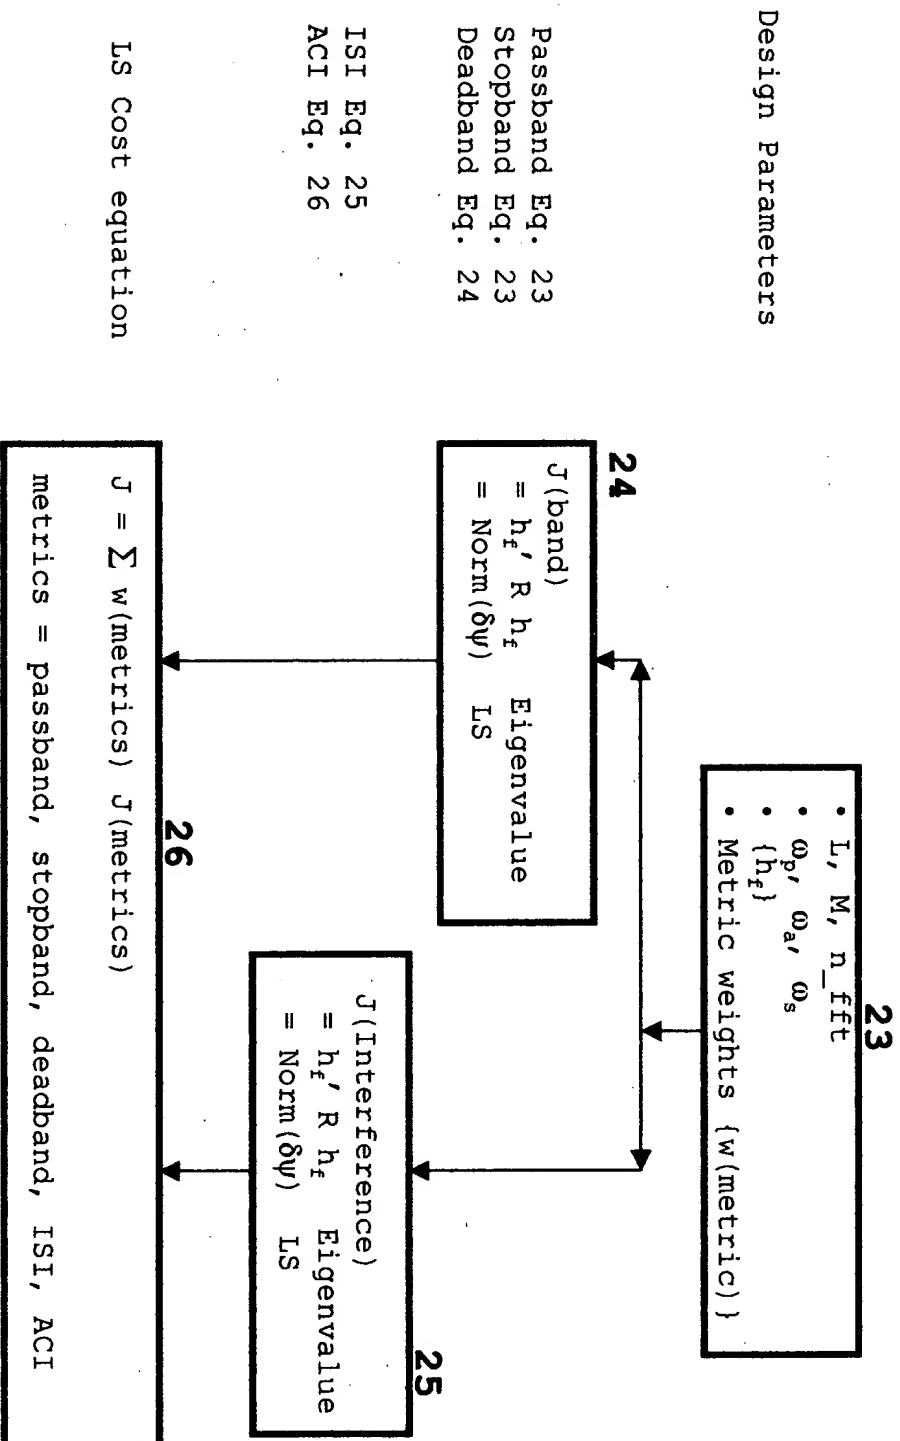 Design Parameters
23
• L, M, n_fft
• ωp, ωa, ωs
• {hf}
• Metric weights {w(metric)}
Passband Eq. 23
Stopband Eq. 23
Deadband Eq. 24
24
J(band)
= hf' R hf Eigenvalue
= Norm(δψ) LS
ISI Eq. 25
ACI Eq. 26
25
J(Interference)
= hf' R hf Eigenvalue
= Norm(δψ) LS
LS Cost equation
26
J = ∑ w(metrics) J(metrics)
metrics = passband, stopband, deadband, ISI, ACI